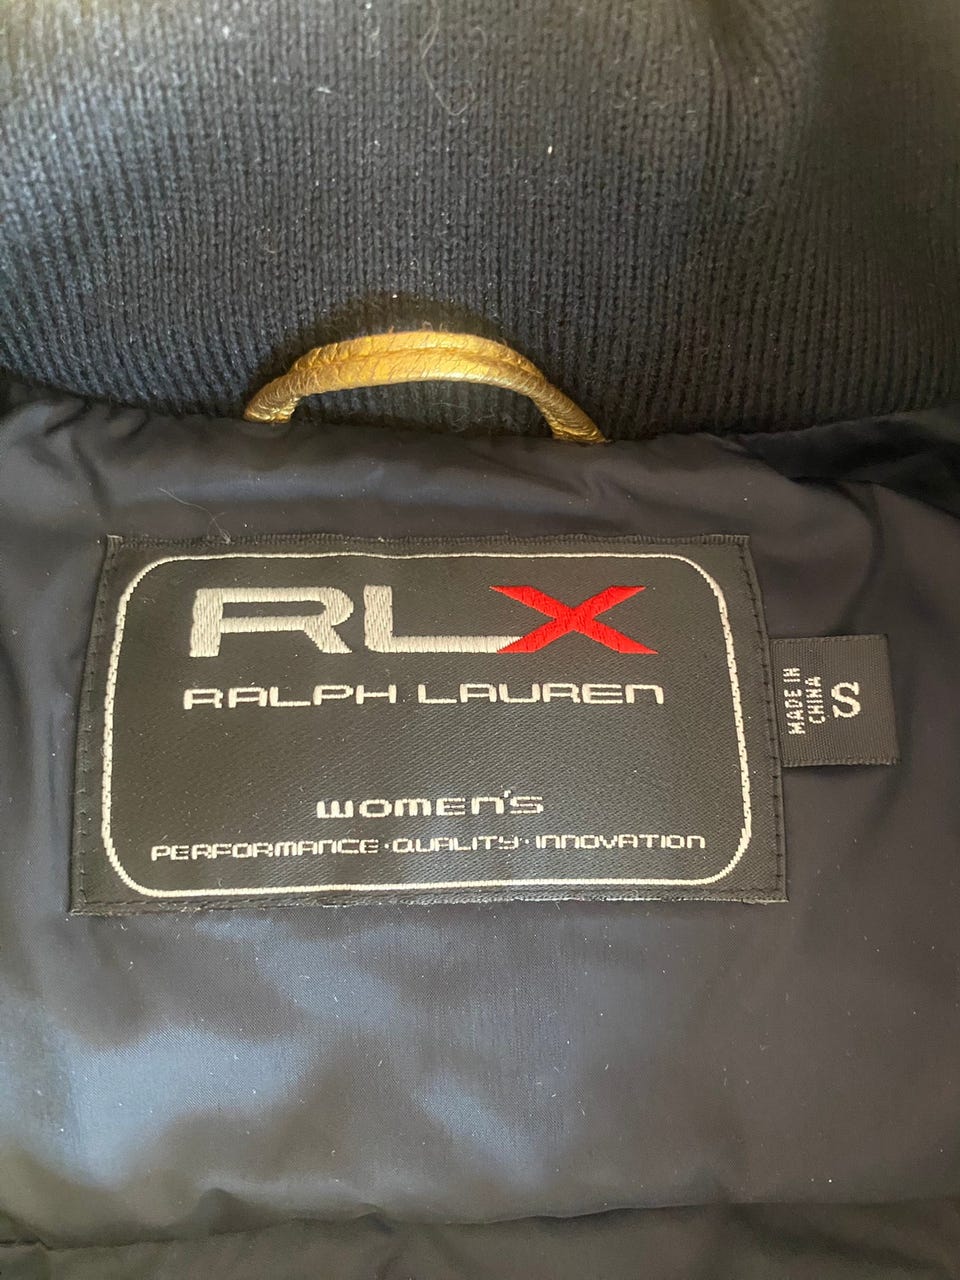 RLX
RALPH LAUREN
WOMEN'S
PERFORMANCE·QUALITY·INNOVATION
MADE IN
CHINA
S